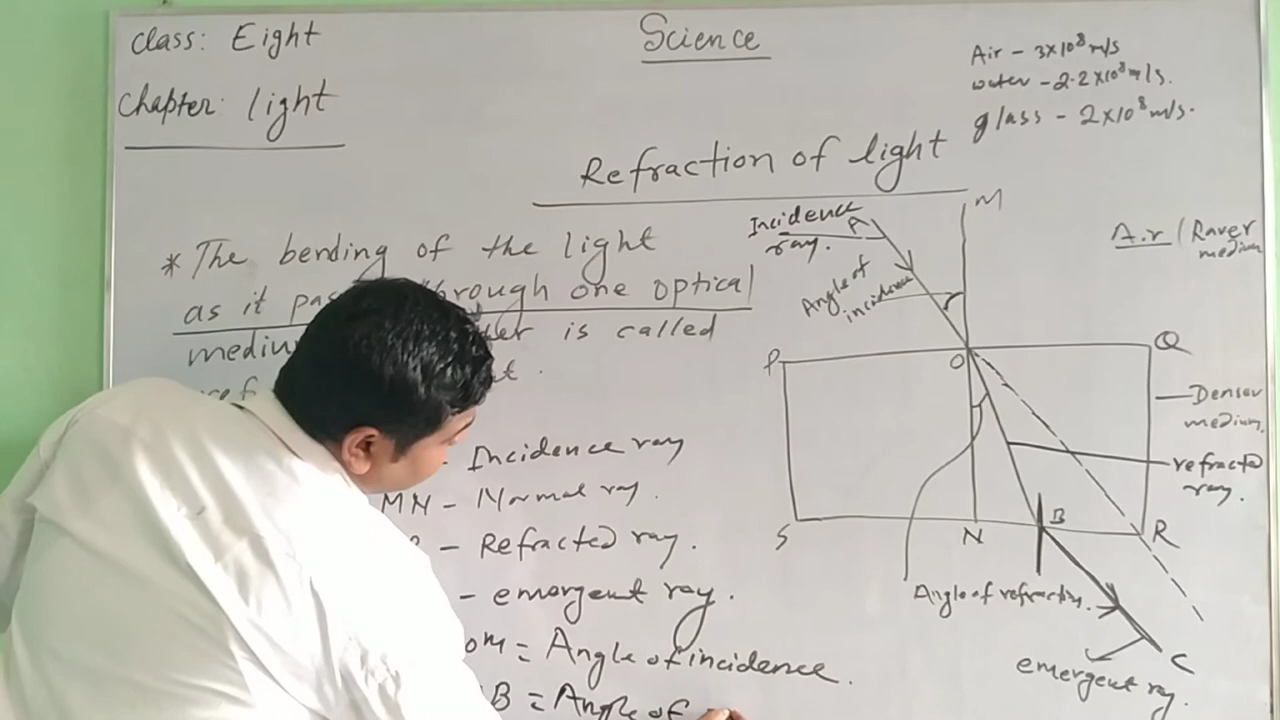 Class: Eight
Science
Chapter: light
Air - 3x10⁸ m/s
water - 2.2x10⁸ m/s.
glass - 2x10⁸ m/s.
Refraction of light
* The bending of the light
as it through one optical
is called
Incidence ray
MN - Normal ray.
- Refracted ray.
- emergent ray.
OM = Angle of incidence.
B = Angle of
M
Incidence
ray.
A
Angle of
incidence
Air / Rarer
medium
P
O
Q
Denser
medium.
refracted
ray.
S
N
B
R
Angle of refraction.
C
emergent ray.